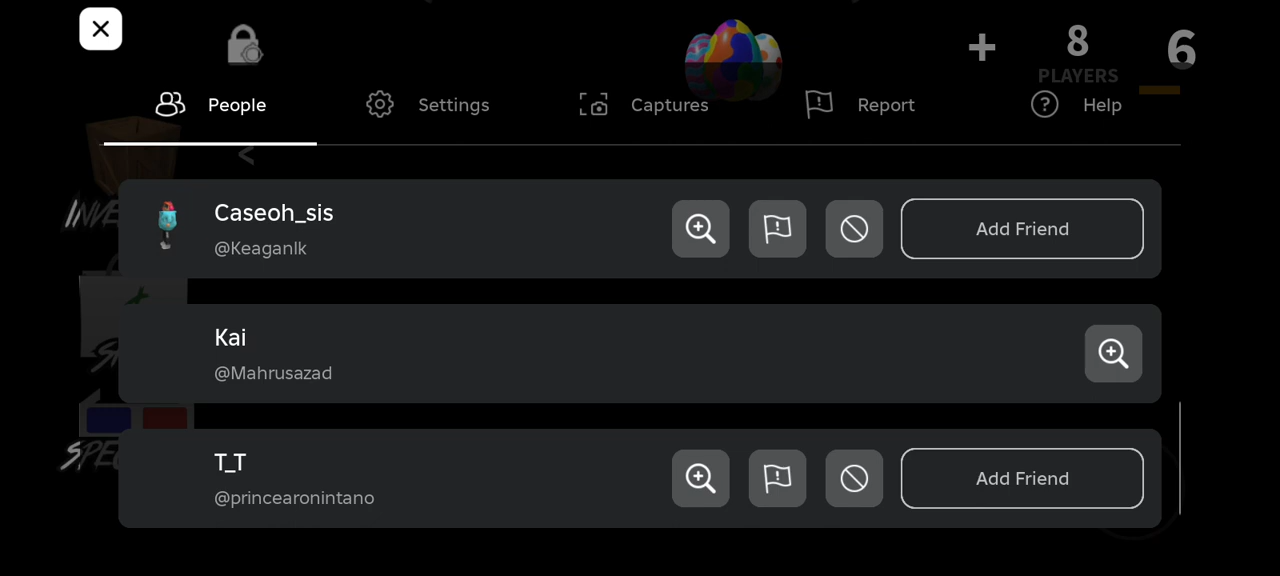 8
6
PLAYERS
People
Settings
Captures
Report
Help
<
Caseoh_sis
@Keaganlk
Add Friend
Kai
@Mahrusazad
T_T
@princearonintano
Add Friend